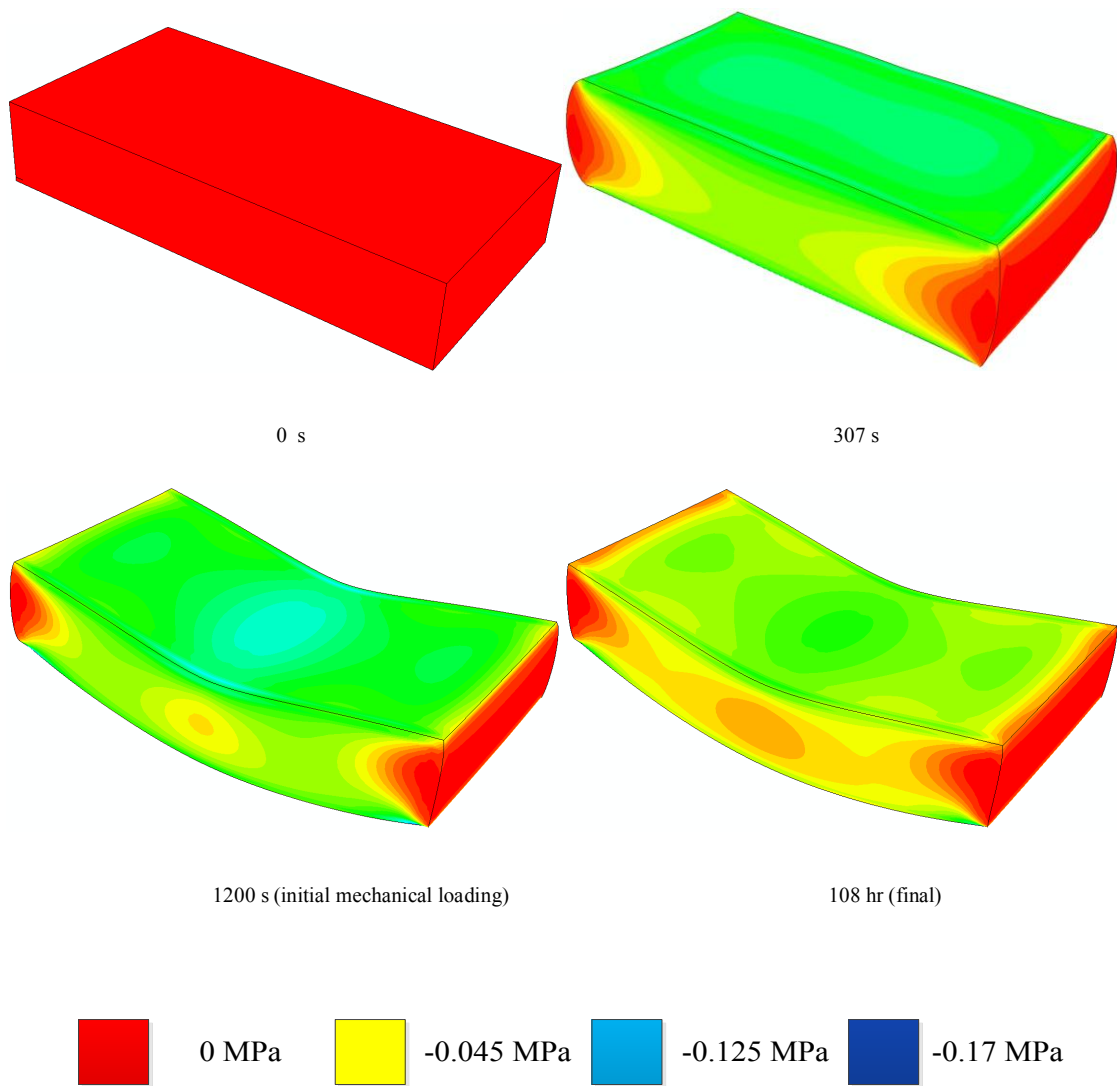 0 s
307 s
1200 s (initial mechanical loading)
108 hr (final)
0 MPa
-0.045 MPa
-0.125 MPa
-0.17 MPa